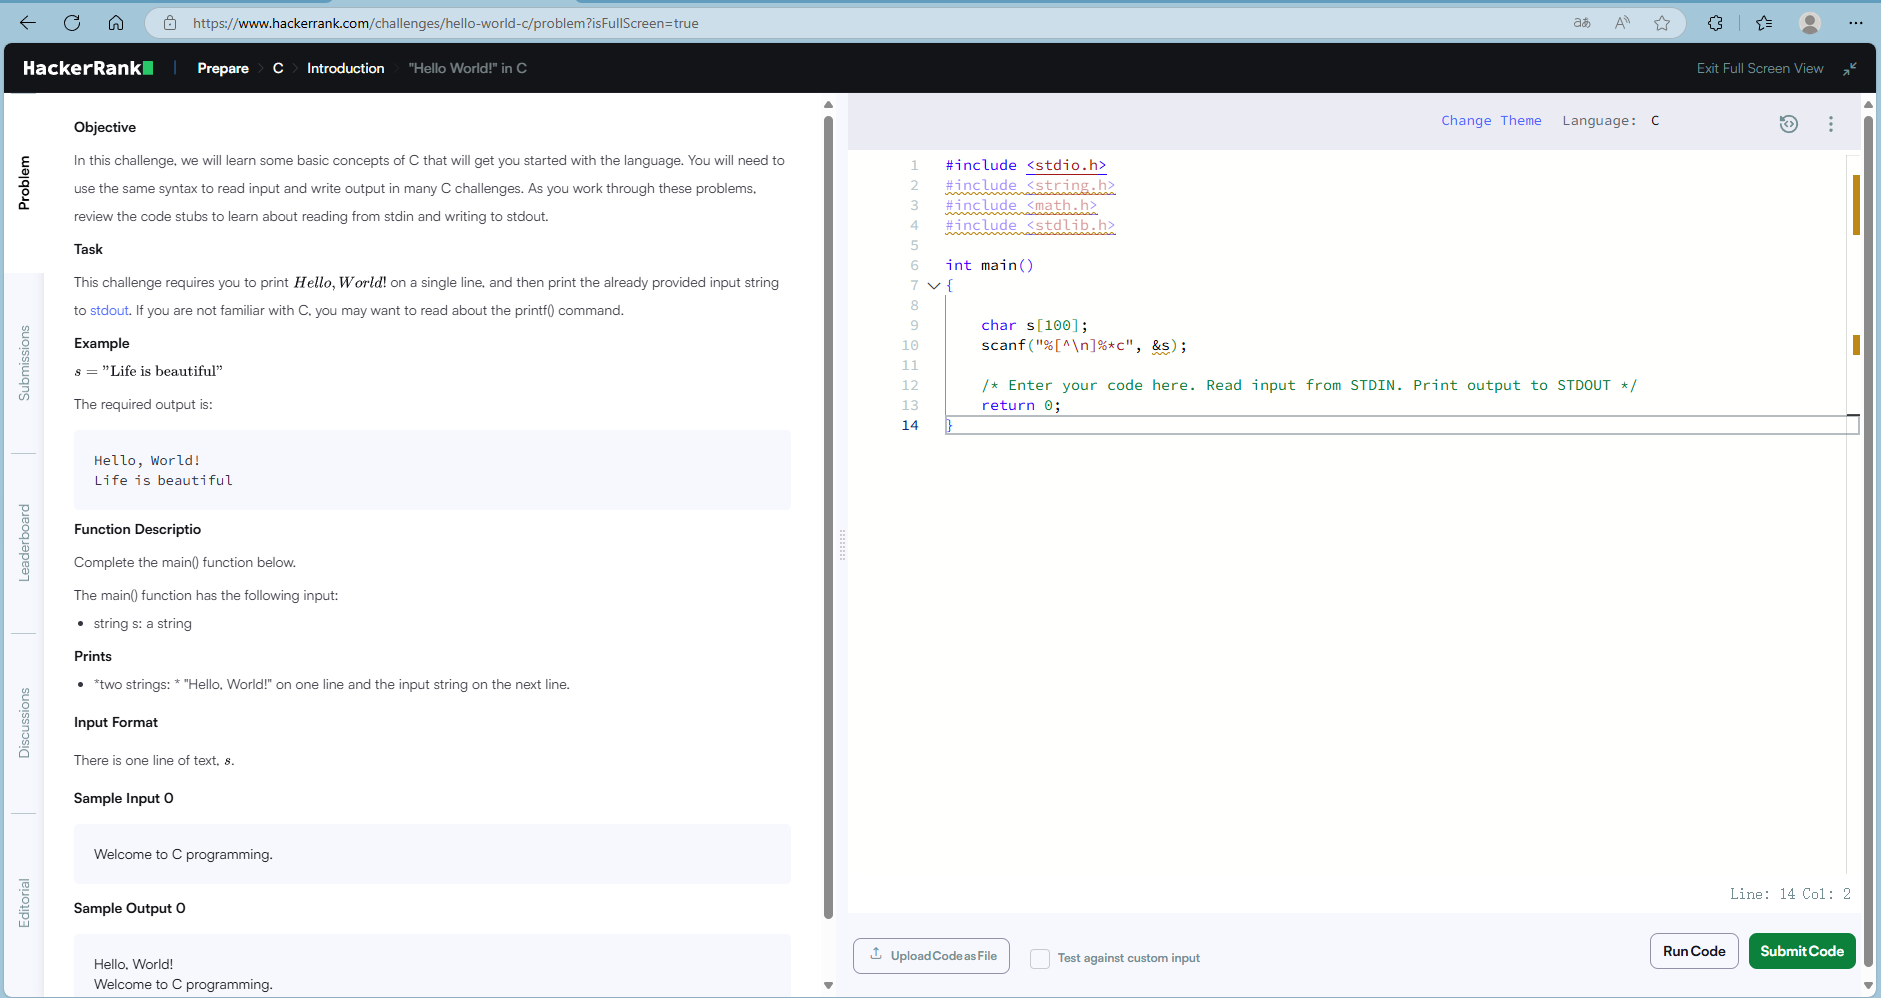 https://www.hackerrank.com/challenges/hello-world-c/problem?isFullScreen=true
HackerRank | Prepare > C > Introduction > "Hello World!" in C
Exit Full Screen View
Problem
Submissions
Leaderboard
Discussions
Editorial
Objective
In this challenge, we will learn some basic concepts of C that will get you started with the language. You will need to
use the same syntax to read input and write output in many C challenges. As you work through these problems,
review the code stubs to learn about reading from stdin and writing to stdout.
Task
This challenge requires you to print Hello, World! on a single line, and then print the already provided input string
to stdout. If you are not familiar with C, you may want to read about the printf() command.
Example
s = ”Life is beautiful”
The required output is:
Hello, World!
Life is beautiful
Function Descriptio
Complete the main() function below.
The main() function has the following input:
• string s: a string
Prints
• *two strings: * "Hello, World!" on one line and the input string on the next line.
Input Format
There is one line of text, s.
Sample Input 0
Welcome to C programming.
Sample Output 0
Hello, World!
Welcome to C programming.
Change Theme Language: C
1 #include <stdio.h>
2 #include <string.h>
3 #include <math.h>
4 #include <stdlib.h>
5
6 int main()
7 {
8
9 char s[100];
10 scanf("%[^\n]%*c", &s);
11
12 /* Enter your code here. Read input from STDIN. Print output to STDOUT */
13 return 0;
14 }
Line: 14 Col: 2
Upload Code as File
Test against custom input
Run Code
Submit Code